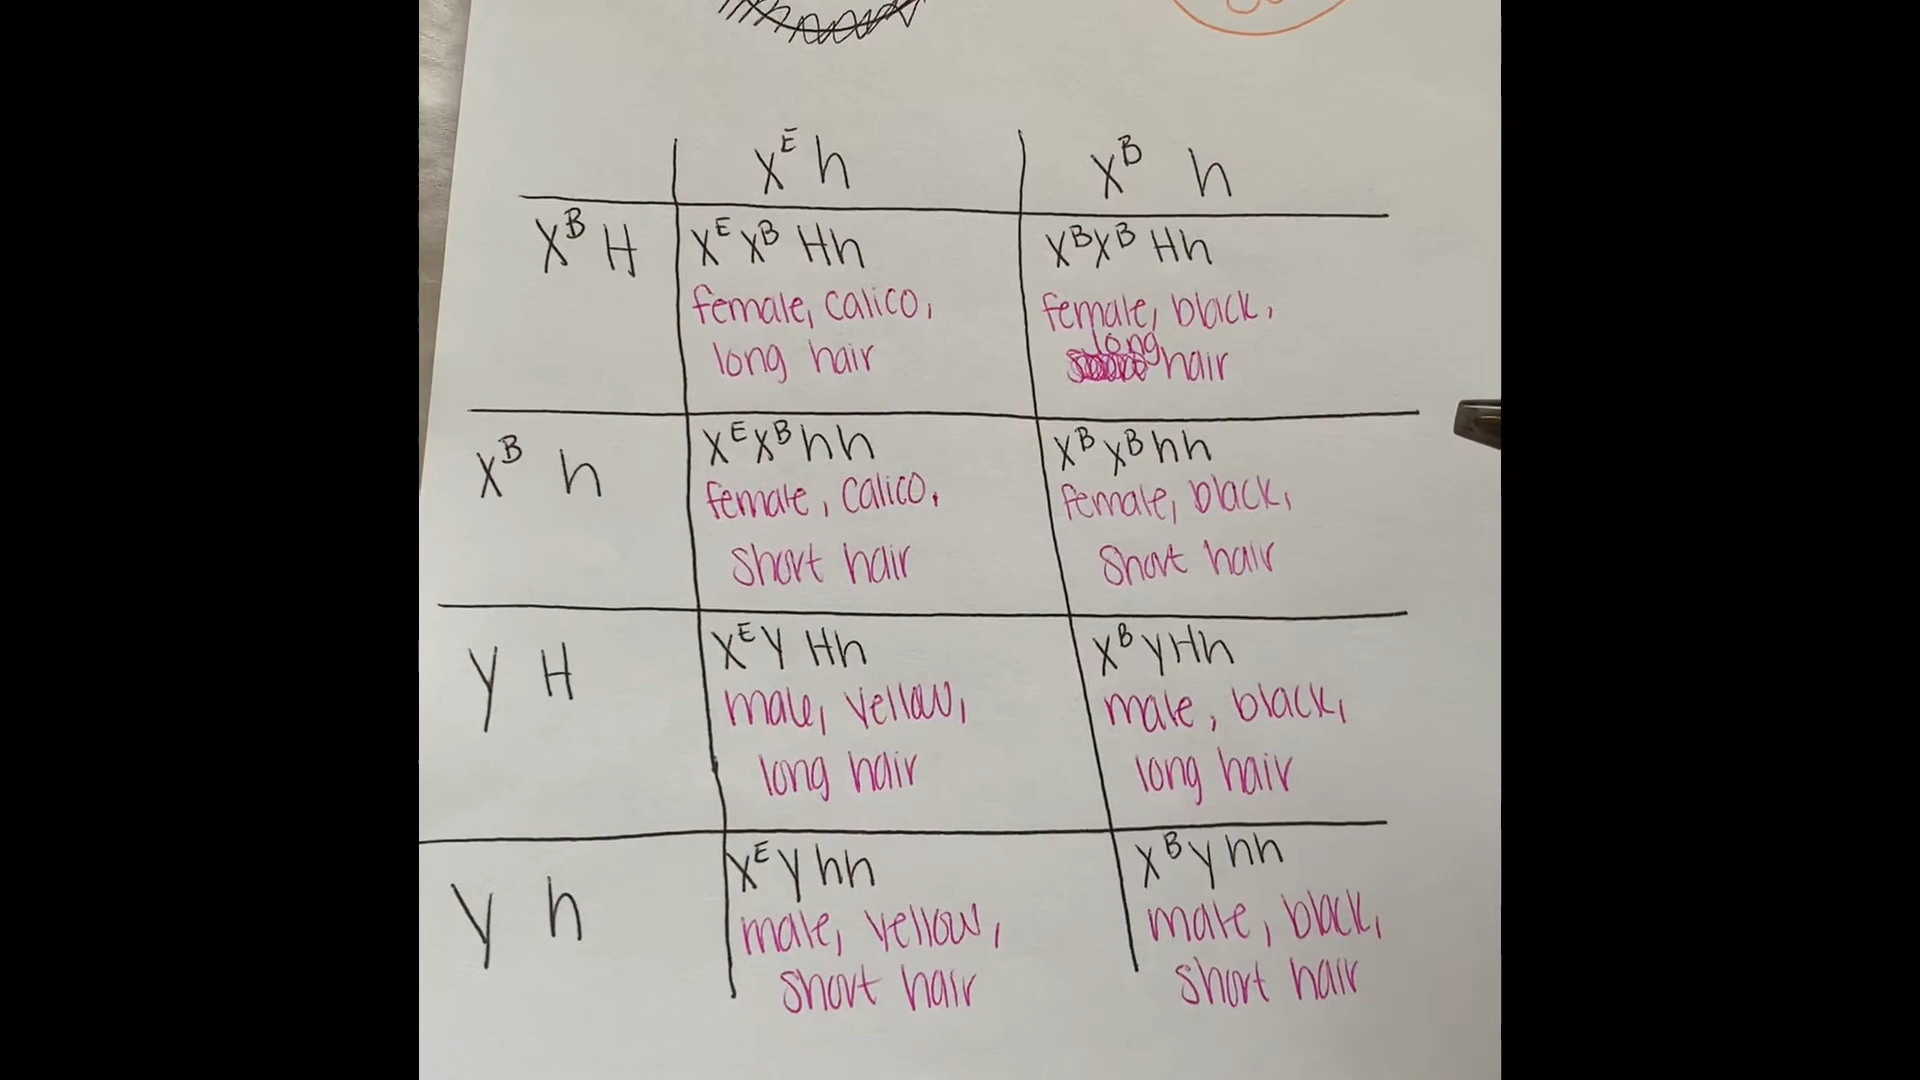 X^E h
X^B h
X^B H
X^E X^B Hh
female, calico,
long hair
X^B X^B Hh
female, black,
long
hair
X^B h
X^E X^B hh
female, calico,
short hair
X^B X^B hh
female, black,
short hair
Y H
X^E Y Hh
male, yellow,
long hair
X^B Y Hh
male, black,
long hair
Y h
X^E Y hh
male, yellow,
short hair
X^B Y hh
male, black,
short hair